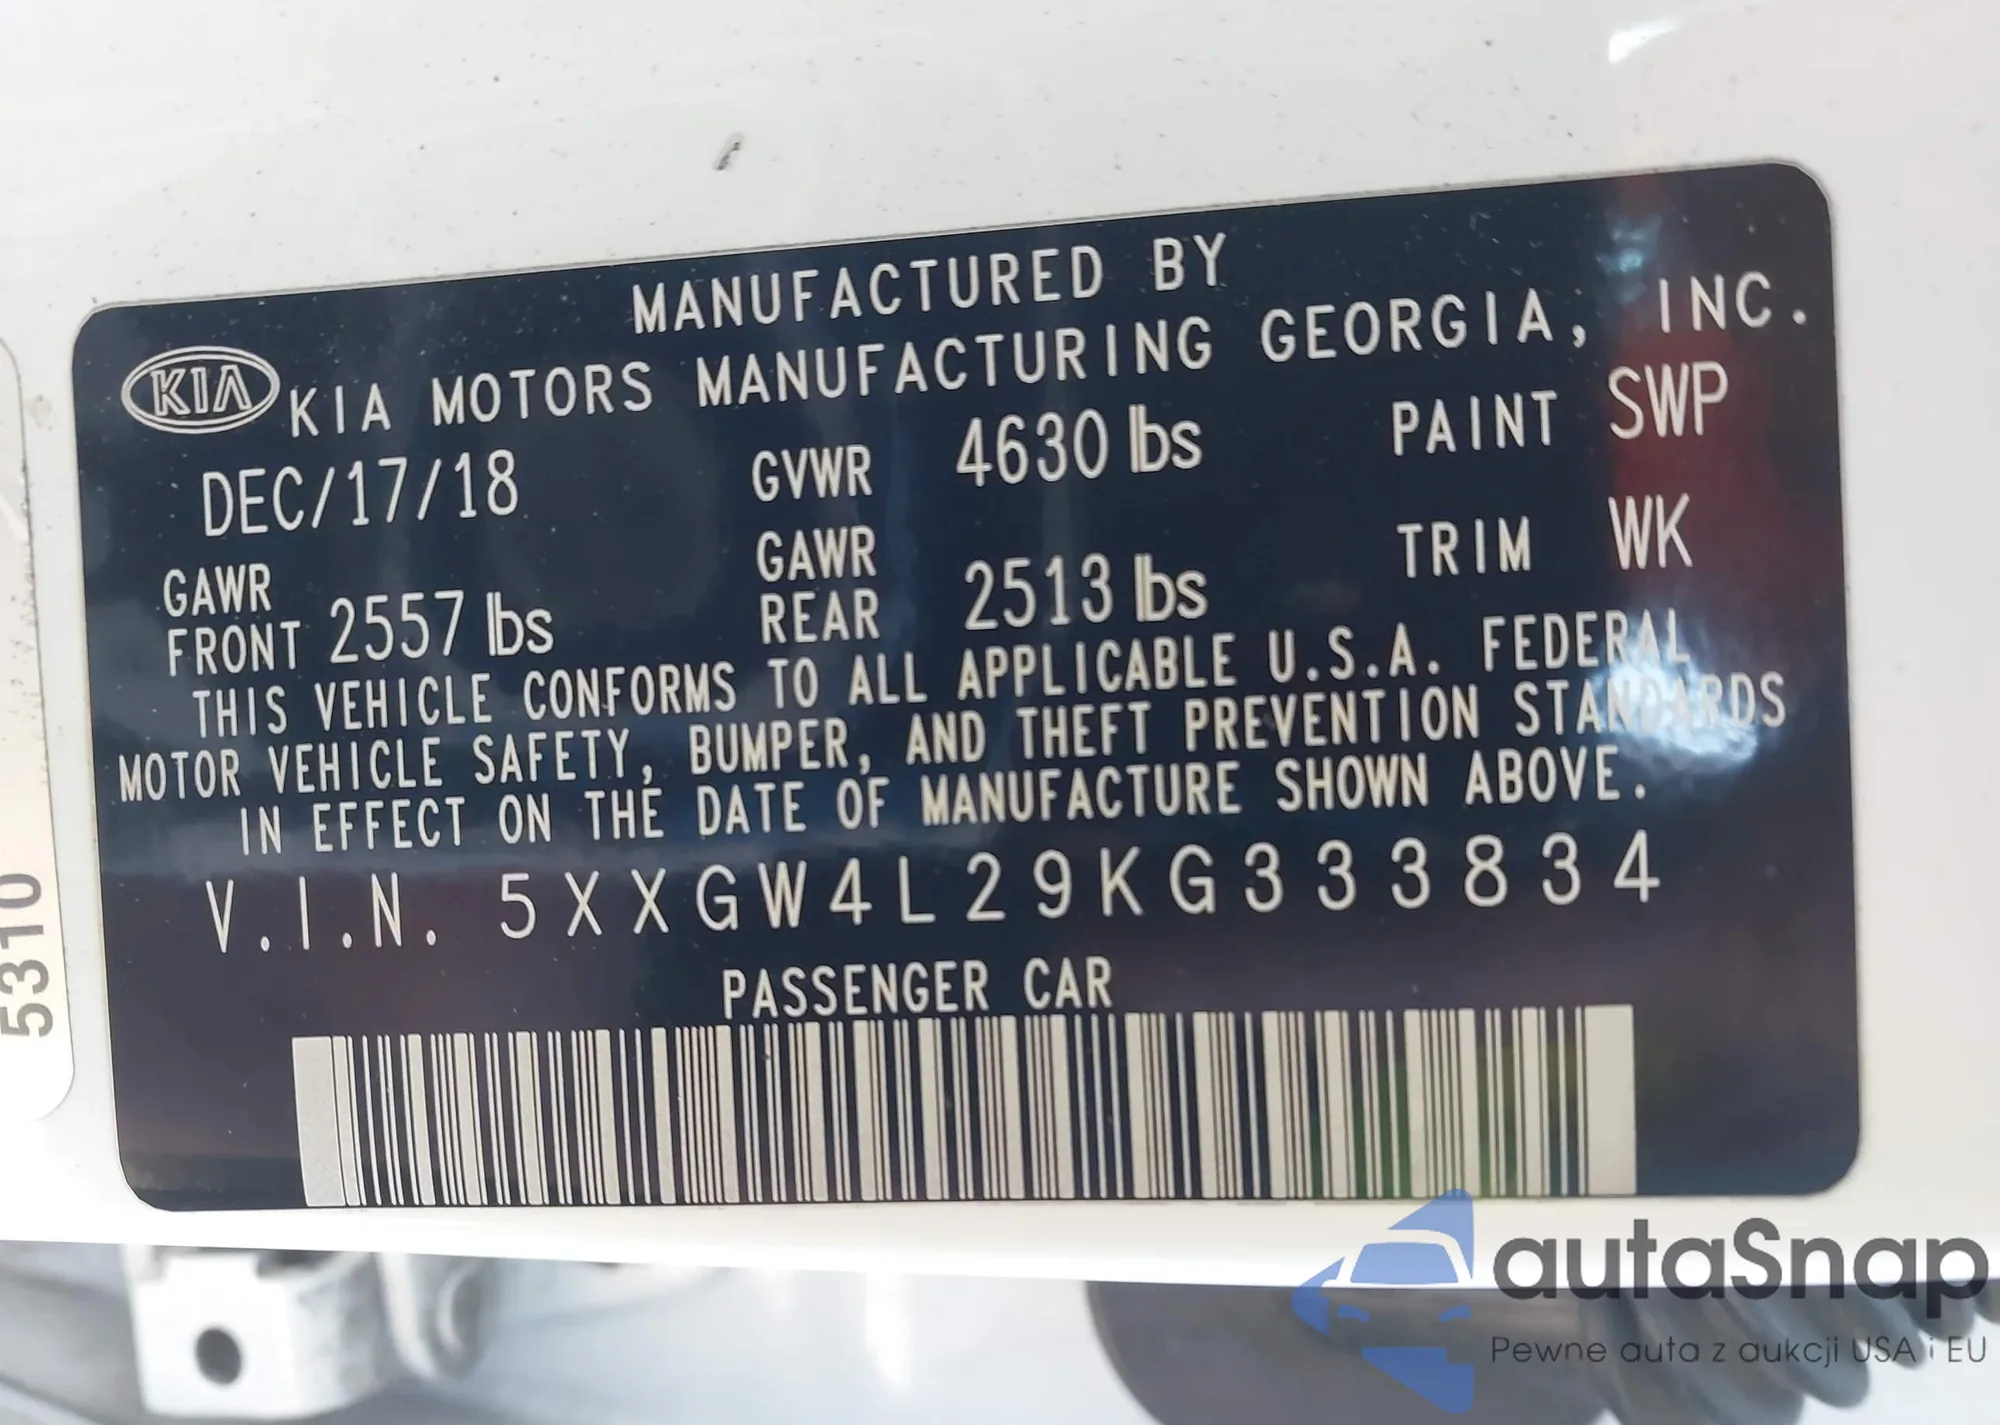 MANUFACTURED BY
KIA KIA MOTORS MANUFACTURING GEORGIA, INC.
DEC/17/18 GVWR 4630 lbs PAINT SWP
GAWR FRONT 2557 lbs GAWR REAR 2513 lbs TRIM WK
THIS VEHICLE CONFORMS TO ALL APPLICABLE U.S.A. FEDERAL
MOTOR VEHICLE SAFETY, BUMPER, AND THEFT PREVENTION STANDARDS
IN EFFECT ON THE DATE OF MANUFACTURE SHOWN ABOVE.
V.I.N. 5XXGW4L29KG333834
PASSENGER CAR
5310
autaSnap
Pewne auta z aukcji USA i EU